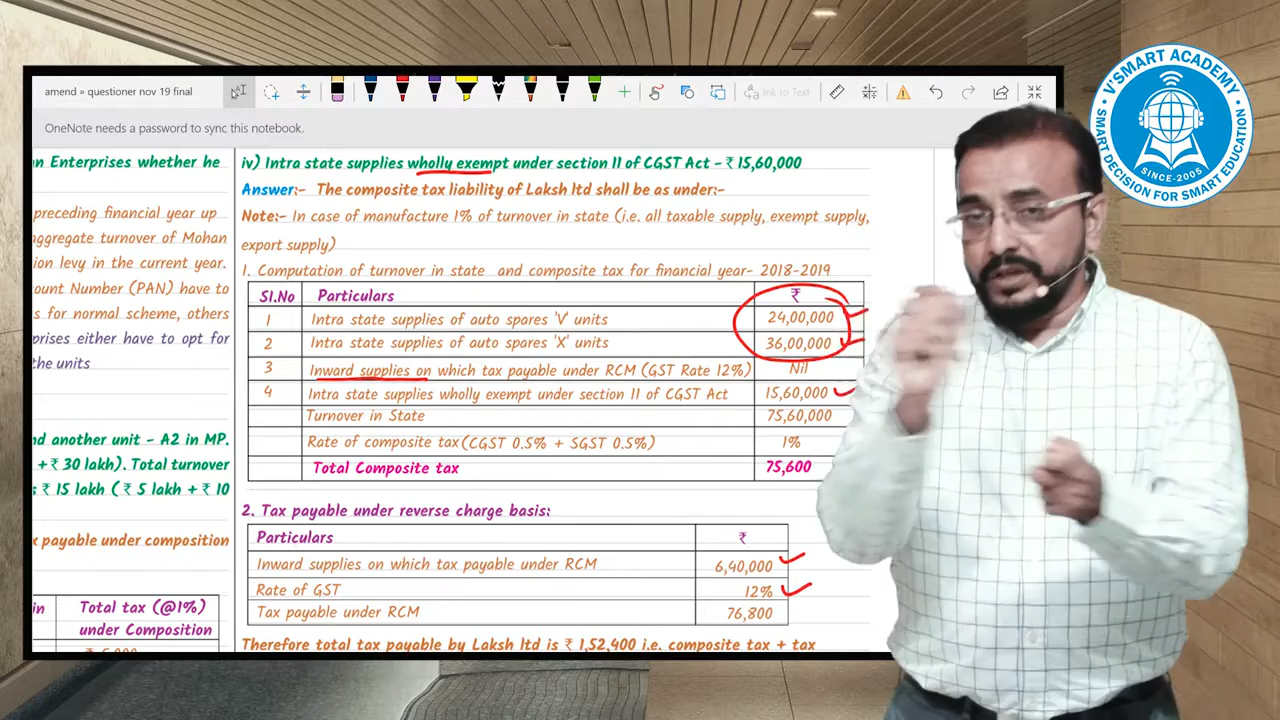 amend » questioner nov 19 final
Link to Text
OneNote needs a password to sync this notebook.
Enterprises whether he
preceding financial year up
aggregate turnover of Mohan
levy in the current year.
Number (PAN) have to
s for normal scheme, others
either have to opt for
the units
another unit - A2 in MP.
+ ₹ 30 lakh). Total turnover
₹ 15 lakh ( ₹ 5 lakh + ₹ 10
payable under composition
in Total tax (@1%)
under Composition
iv) Intra state supplies wholly exempt under section 11 of CGST Act - ₹ 15,60,000
Answer:- The composite tax liability of Laksh ltd shall be as under:-
Note:- In case of manufacture 1% of turnover in state (i.e. all taxable supply, exempt supply,
export supply)
1. Computation of turnover in state and composite tax for financial year- 2018-2019
Sl.No Particulars ₹
1 Intra state supplies of auto spares 'V' units 24,00,000
2 Intra state supplies of auto spares 'X' units 36,00,000
3 Inward supplies on which tax payable under RCM (GST Rate 12%) Nil
4 Intra state supplies wholly exempt under section 11 of CGST Act 15,60,000
Turnover in State 75,60,000
Rate of composite tax(CGST 0.5% + SGST 0.5%) 1%
Total Composite tax 75,600
2. Tax payable under reverse charge basis:
Particulars ₹
Inward supplies on which tax payable under RCM 6,40,000
Rate of GST 12%
Tax payable under RCM 76,800
Therefore total tax payable by Laksh ltd is ₹ 1,52,400 i.e. composite tax + tax
V'SMART ACADEMY
SINCE-2005
SMART DECISION FOR SMART EDUCATION